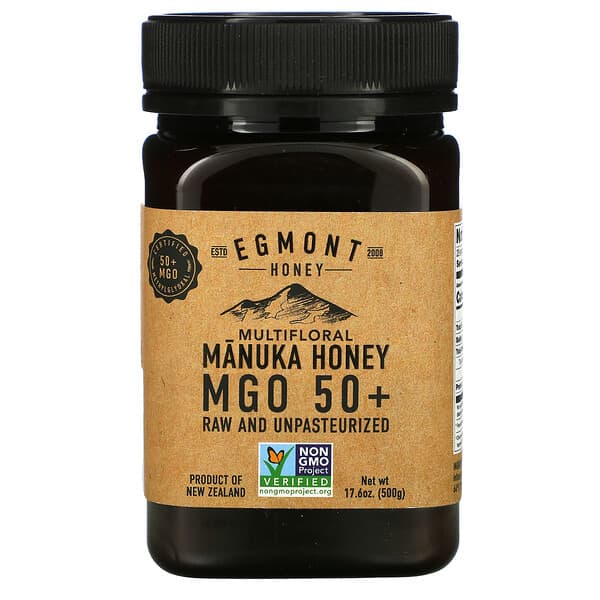 EGMONT
ESTD 2008
HONEY
CERTIFIED
50+
MGO
METHYLGLYOXAL
MULTIFLORAL
MĀNUKA HONEY
MGO 50+
RAW AND UNPASTEURIZED
NON
GMO
Project
VERIFIED
nongmoproject.org
PRODUCT OF
NEW ZEALAND
Net wt
17.6oz. (500g)